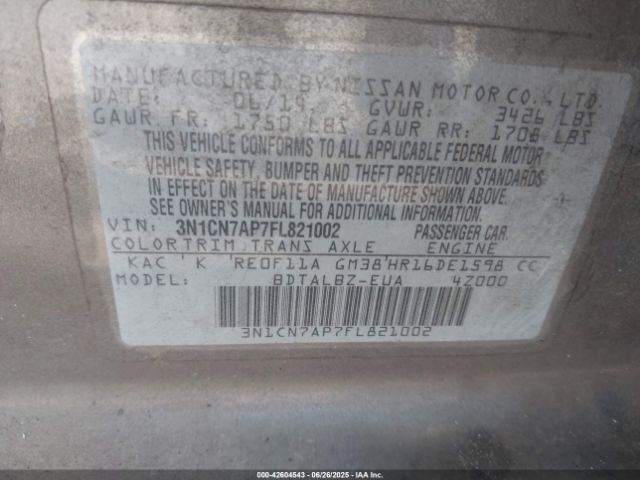 MANUFACTURED BY NISSAN MOTOR CO., LTD.
DATE: 06/14 GVWR: 3426 LBS
GAWR FR: 1750 LBS GAWR RR: 1708 LBS
THIS VEHICLE CONFORMS TO ALL APPLICABLE FEDERAL MOTOR
VEHICLE SAFETY, BUMPER AND THEFT PREVENTION STANDARDS
IN EFFECT ON THE DATE OF MANUFACTURE SHOWN ABOVE.
SEE OWNER'S MANUAL FOR ADDITIONAL INFORMATION.
VIN: 3N1CN7AP7FL821002 PASSENGER CAR
COLOR TRIM TRANS AXLE ENGINE
KAC K RE0F11A GM38 HR16DE1598 CC
MODEL: BDTALBZ-EUA 4Z000
3N1CN7AP7FL821002
000-42604543 | 06/26/2025 | IAAI.COM